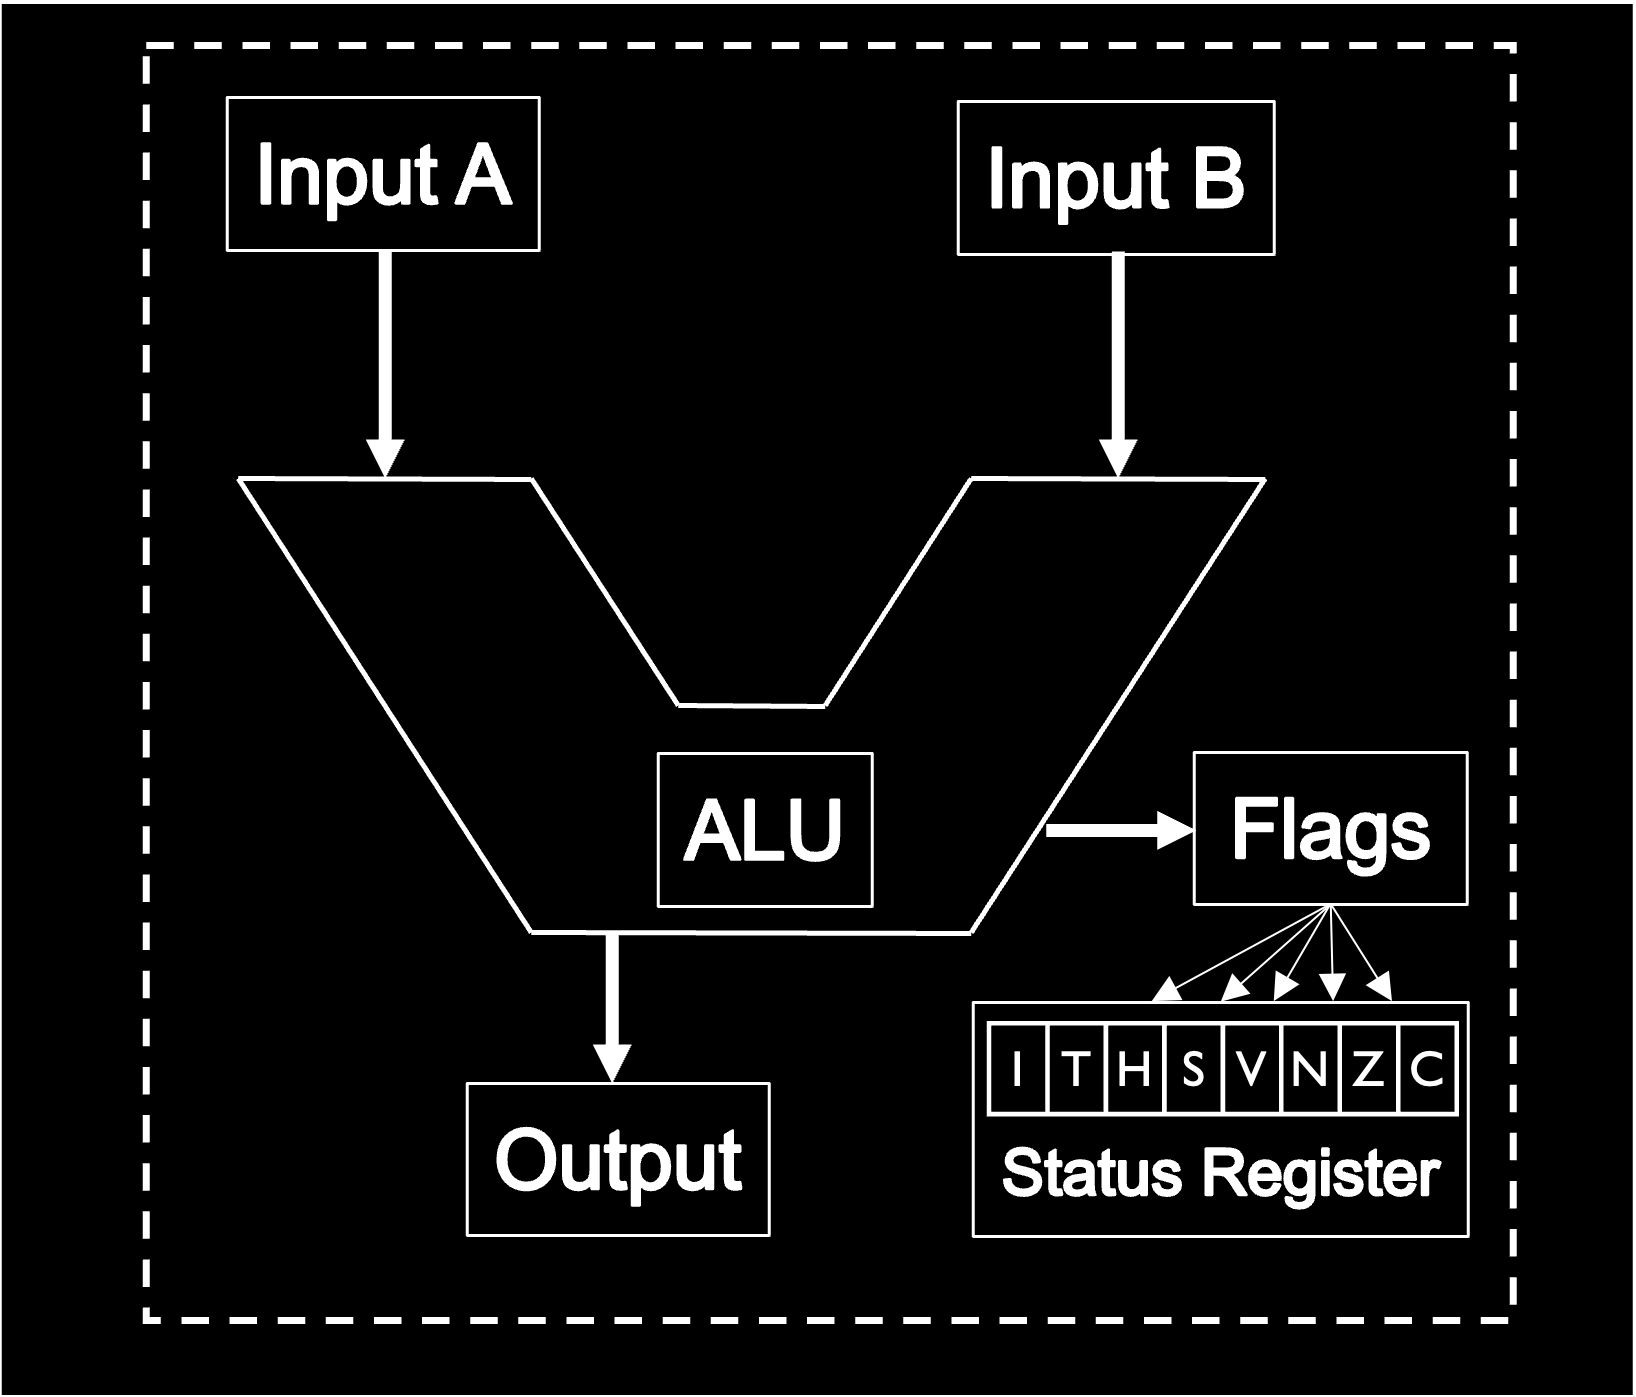 Input A
Input B
ALU
Flags
I T H S V N Z C
Status Register
Output